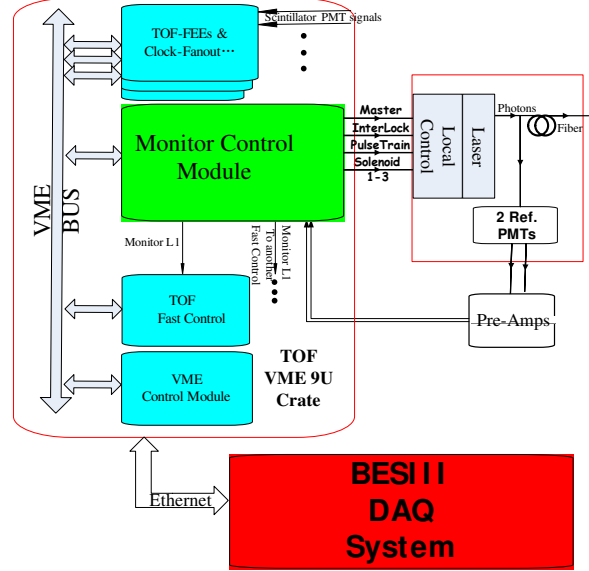 Scintillator PMT signals
TOF-FEEs &
Clock-Fanout…
Monitor Control
Module
Master
InterLock
PulseTrain
Solenoid
1-3
Local
Control
Laser
Photons
Fiber
2 Ref.
PMTs
Pre-Amps
VME
BUS
Monitor L1
Monitor L1
To another
Fast Control
TOF
Fast Control
VME
Control Module
TOF
VME 9U
Crate
Ethernet
BESIII
DAQ
System